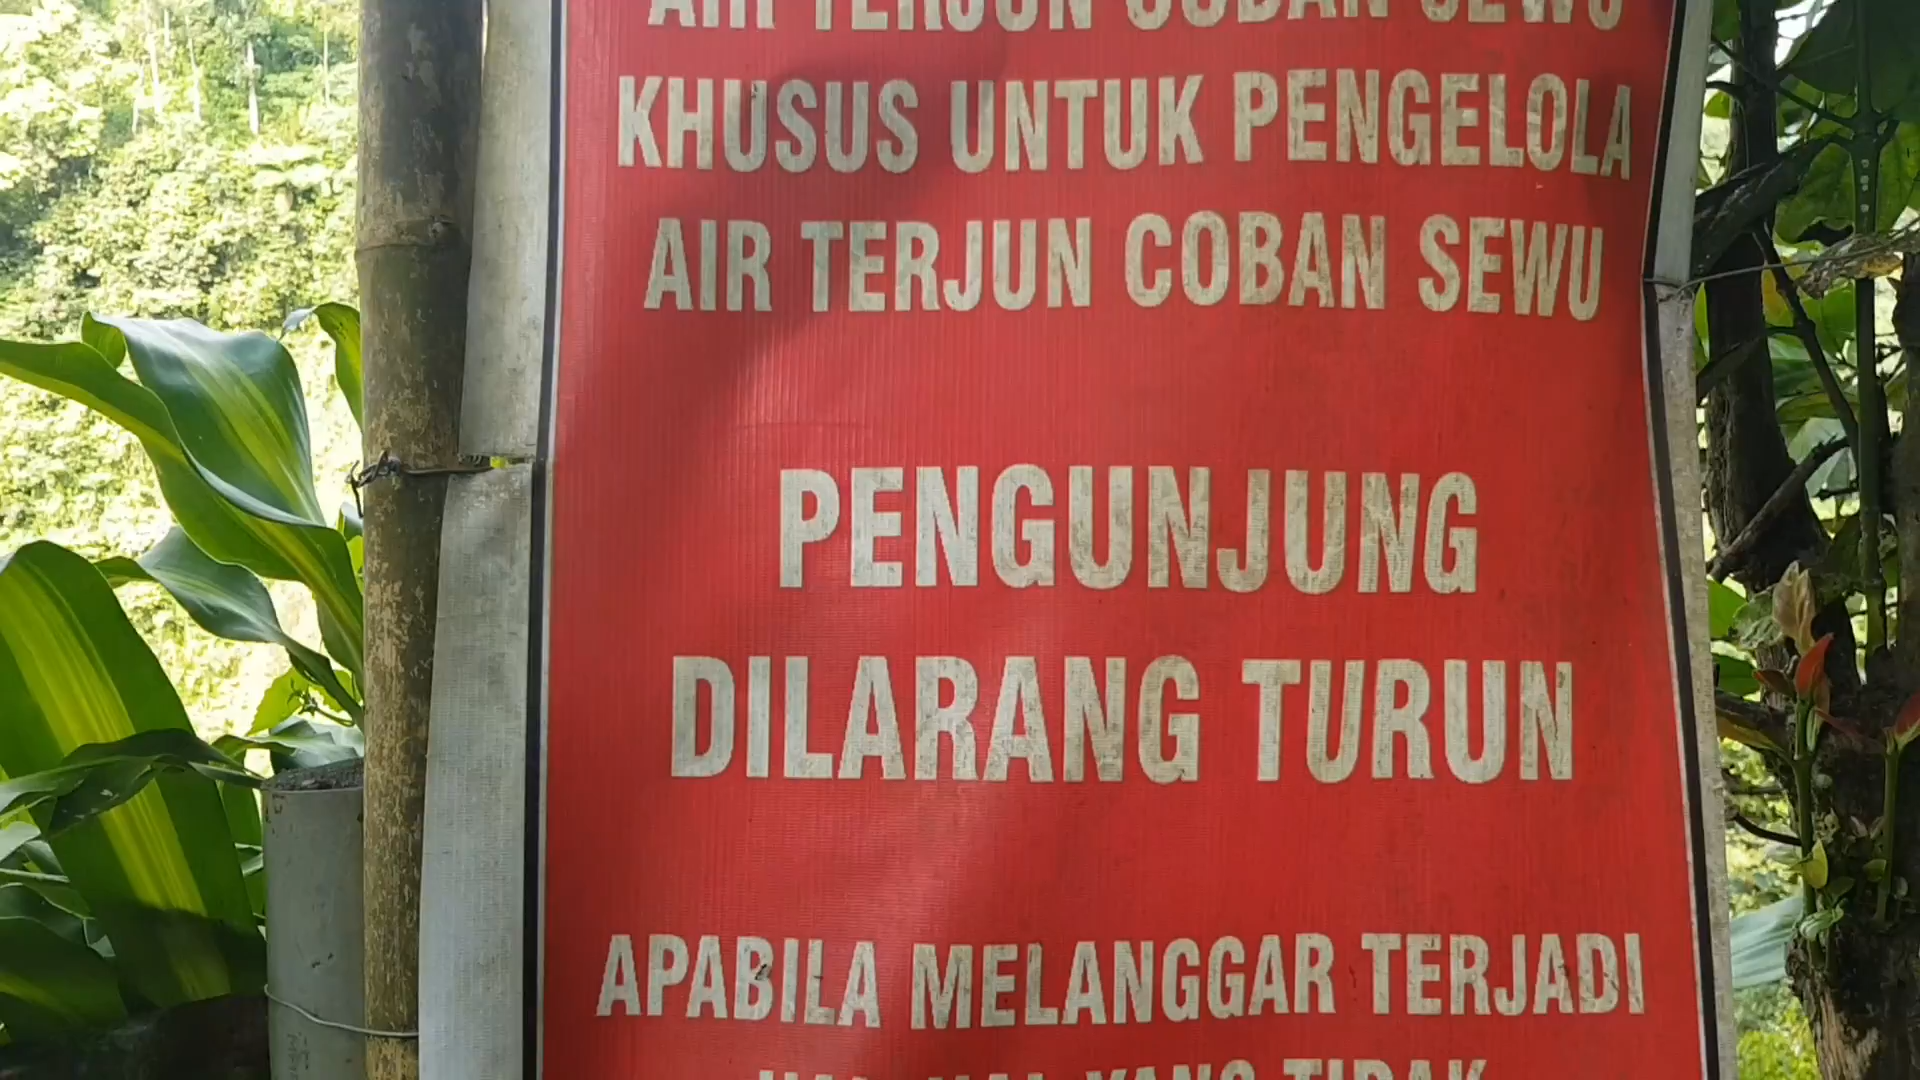 AIR TERJUN COBAN SEWU
KHUSUS UNTUK PENGELOLA
AIR TERJUN COBAN SEWU
PENGUNJUNG
DILARANG TURUN
APABILA MELANGGAR TERJADI
HAL-HAL YANG TIDAK